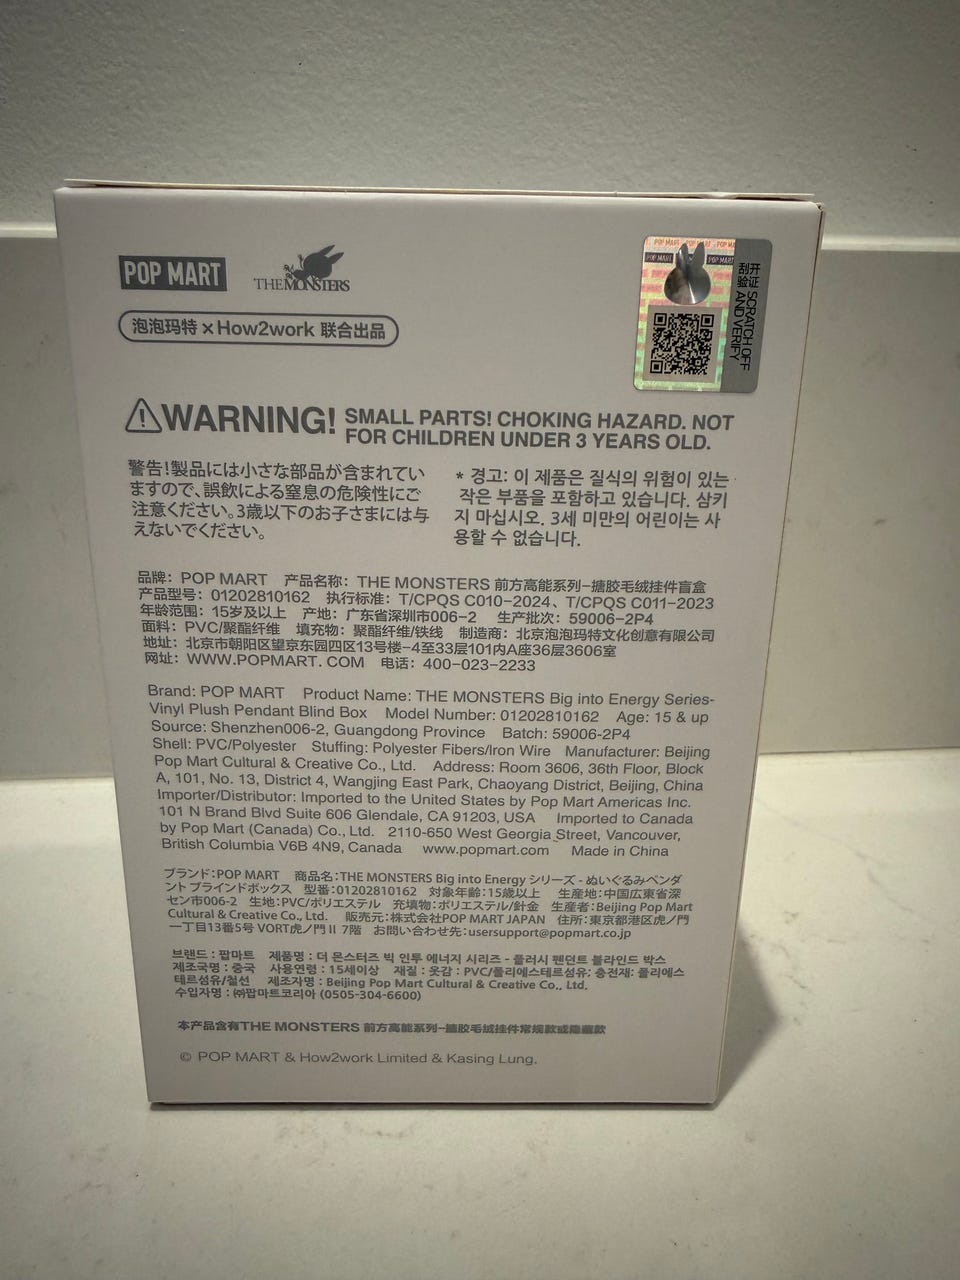 POP MART
THE MONSTERS
泡泡玛特 × How2work 联合出品
POP MART POP MART POP MA
POP MART POP MART
开 证
刮 验
SCRATCH OFF
AND VERIFY
WARNING! SMALL PARTS! CHOKING HAZARD. NOT
FOR CHILDREN UNDER 3 YEARS OLD.
警告!製品には小さな部品が含まれてい
ますので、誤飲による窒息の危険性にご
注意ください。3歳以下のお子さまには与
えないでください。
* 경고: 이 제품은 질식의 위험이 있는
작은 부품을 포함하고 있습니다. 삼키
지 마십시오. 3세 미만의 어린이는 사
용할 수 없습니다.
品牌： POP MART 产品名称： THE MONSTERS 前方高能系列-搪胶毛绒挂件盲盒
产品型号：01202810162 执行标准：T/CPQS C010-2024、T/CPQS C011-2023
年龄范围：15岁及以上 产地：广东省深圳市006-2 生产批次：59006-2P4
面料：PVC/聚酯纤维 填充物：聚酯纤维/铁线 制造商：北京泡泡玛特文化创意有限公司
地址：北京市朝阳区望京东园四区13号楼-4至33层101内A座36层3606室
网址：WWW.POPMART. COM 电话：400-023-2233
Brand: POP MART Product Name: THE MONSTERS Big into Energy Series-
Vinyl Plush Pendant Blind Box Model Number: 01202810162 Age: 15 & up
Source: Shenzhen006-2, Guangdong Province Batch: 59006-2P4
Shell: PVC/Polyester Stuffing: Polyester Fibers/Iron Wire Manufacturer: Beijing
Pop Mart Cultural & Creative Co., Ltd. Address: Room 3606, 36th Floor, Block
A, 101, No. 13, District 4, Wangjing East Park, Chaoyang District, Beijing, China
Importer/Distributor: Imported to the United States by Pop Mart Americas Inc.
101 N Brand Blvd Suite 606 Glendale, CA 91203, USA Imported to Canada
by Pop Mart (Canada) Co., Ltd. 2110-650 West Georgia Street, Vancouver,
British Columbia V6B 4N9, Canada www.popmart.com Made in China
ブランド：POP MART 商品名：THE MONSTERS Big into Energy シリーズ - ぬいぐるみペンダ
ント ブラインドボックス 型番：01202810162 対象年齢：15歳以上 生産地：中国広東省深
セン市006-2 生地：PVC/ポリエステル 充填物：ポリエステル/針金 生産者：Beijing Pop Mart
Cultural & Creative Co., Ltd. 販売元：株式会社POP MART JAPAN 住所：東京都港区虎ノ門
一丁目13番5号 VORT虎ノ門 II 7階 お問い合わせ先：usersupport@popmart.co.jp
브랜드 : 팝마트 제품명 : 더 몬스터즈 빅 인투 에너지 시리즈 - 플러시 펜던트 블라인드 박스
제조국명 : 중국 사용연령 : 15세이상 재질 : 옷감 : PVC/폴리에스테르섬유; 충전재: 폴리에스
테르섬유/철선 제조자명 : Beijing Pop Mart Cultural & Creative Co., Ltd.
수입자명 : ㈜팝마트코리아 (0505-304-6600)
本产品含有THE MONSTERS 前方高能系列-搪胶毛绒挂件常规款或隐藏款
© POP MART & How2work Limited & Kasing Lung.